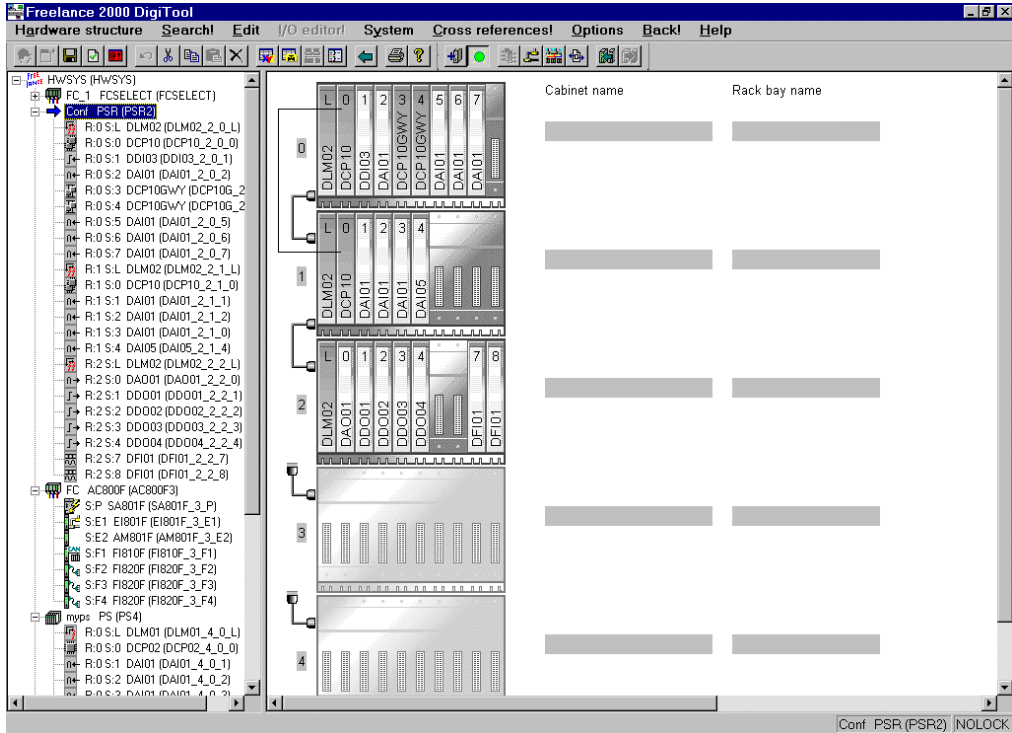 Freelance 2000 DigiTool
Hardware structure Search! Edit I/O editor! System Cross references! Options Back! Help
HWSYS (HWSYS)
FC_1 FCSELECT (FCSELECT)
Conf PSR (PSR2)
R:0 S:L DLM02 (DLM02_2_0_L)
R:0 S:0 DCP10 (DCP10_2_0_0)
R:0 S:1 DDI03 (DDI03_2_0_1)
R:0 S:2 DAI01 (DAI01_2_0_2)
R:0 S:3 DCP10GWY (DCP10G_2
R:0 S:4 DCP10GWY (DCP10G_2
R:0 S:5 DAI01 (DAI01_2_0_5)
R:0 S:6 DAI01 (DAI01_2_0_6)
R:0 S:7 DAI01 (DAI01_2_0_7)
R:1 S:L DLM02 (DLM02_2_1_L)
R:1 S:0 DCP10 (DCP10_2_1_0)
R:1 S:1 DAI01 (DAI01_2_1_1)
R:1 S:2 DAI01 (DAI01_2_1_2)
R:1 S:3 DAI01 (DAI01_2_1_0)
R:1 S:4 DAI05 (DAI05_2_1_4)
R:2 S:L DLM02 (DLM02_2_2_L)
R:2 S:0 DAO01 (DAO01_2_2_0)
R:2 S:1 DDO01 (DDO01_2_2_1)
R:2 S:2 DDO02 (DDO02_2_2_2)
R:2 S:3 DDO03 (DDO03_2_2_3)
R:2 S:4 DDO04 (DDO04_2_2_4)
R:2 S:7 DFI01 (DFI01_2_2_7)
R:2 S:8 DFI01 (DFI01_2_2_8)
FC AC800F (AC800F3)
S:P SA801F (SA801F_3_P)
S:E1 EI801F (EI801F_3_E1)
S:E2 AM801F (AM801F_3_E2)
S:F1 FI810F (FI810F_3_F1)
S:F2 FI820F (FI820F_3_F2)
S:F3 FI820F (FI820F_3_F3)
S:F4 FI820F (FI820F_3_F4)
myps PS (PS4)
R:0 S:L DLM01 (DLM01_4_0_L)
R:0 S:0 DCP02 (DCP02_4_0_0)
R:0 S:1 DAI01 (DAI01_4_0_1)
R:0 S:2 DAI01 (DAI01_4_0_2)
R:0 S:3 DAI01 (DAI01_4_0_3)
Cabinet name Rack bay name
0
L 0 1 2 3 4 5 6 7
DLM02 DCP10 DDI03 DAI01 DCP10GWY DCP10GWY DAI01 DAI01 DAI01
1
L 0 1 2 3 4
DLM02 DCP10 DAI01 DAI01 DAI01 DAI05
2
L 0 1 2 3 4 7 8
DLM02 DAO01 DDO01 DDO02 DDO03 DDO04 DFI01 DFI01
3
4
Conf PSR (PSR2) NOLOCK